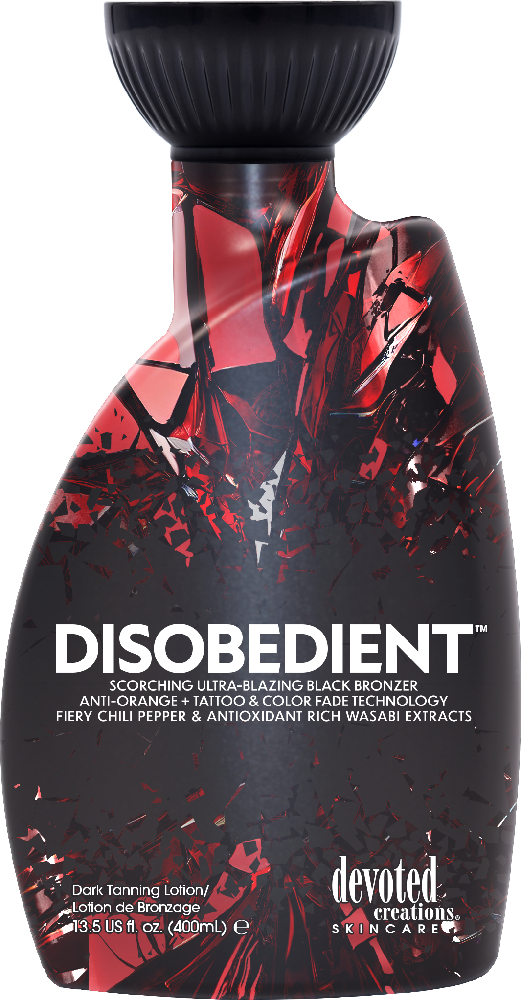 DISOBEDIENT™
SCORCHING ULTRA-BLAZING BLACK BRONZER
ANTI-ORANGE + TATTOO & COLOR FADE TECHNOLOGY
FIERY CHILI PEPPER & ANTIOXIDANT RICH WASABI EXTRACTS
Dark Tanning Lotion/
Lotion de Bronzage
13.5 US fl. oz. (400mL) ℮
devoted
creations®
SKINCARE